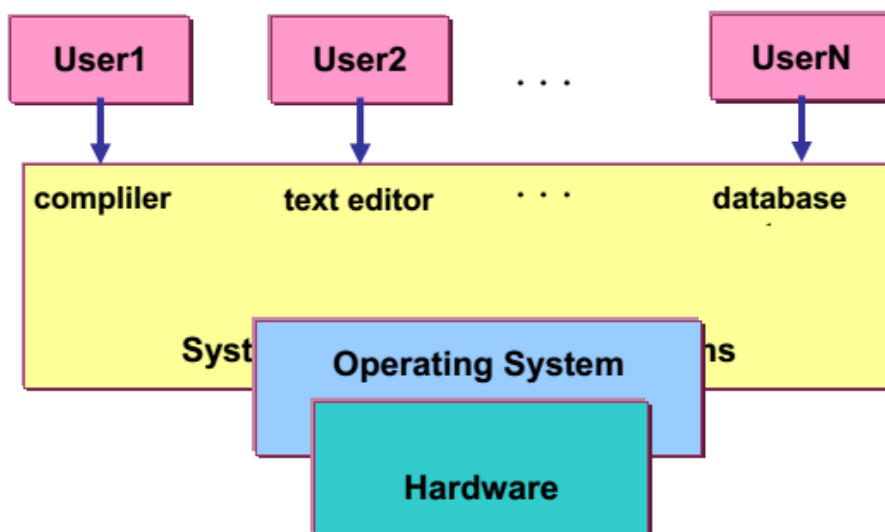 User1 User2 . . . UserN
compliler text editor . . . database
Syst ns
Operating System
Hardware